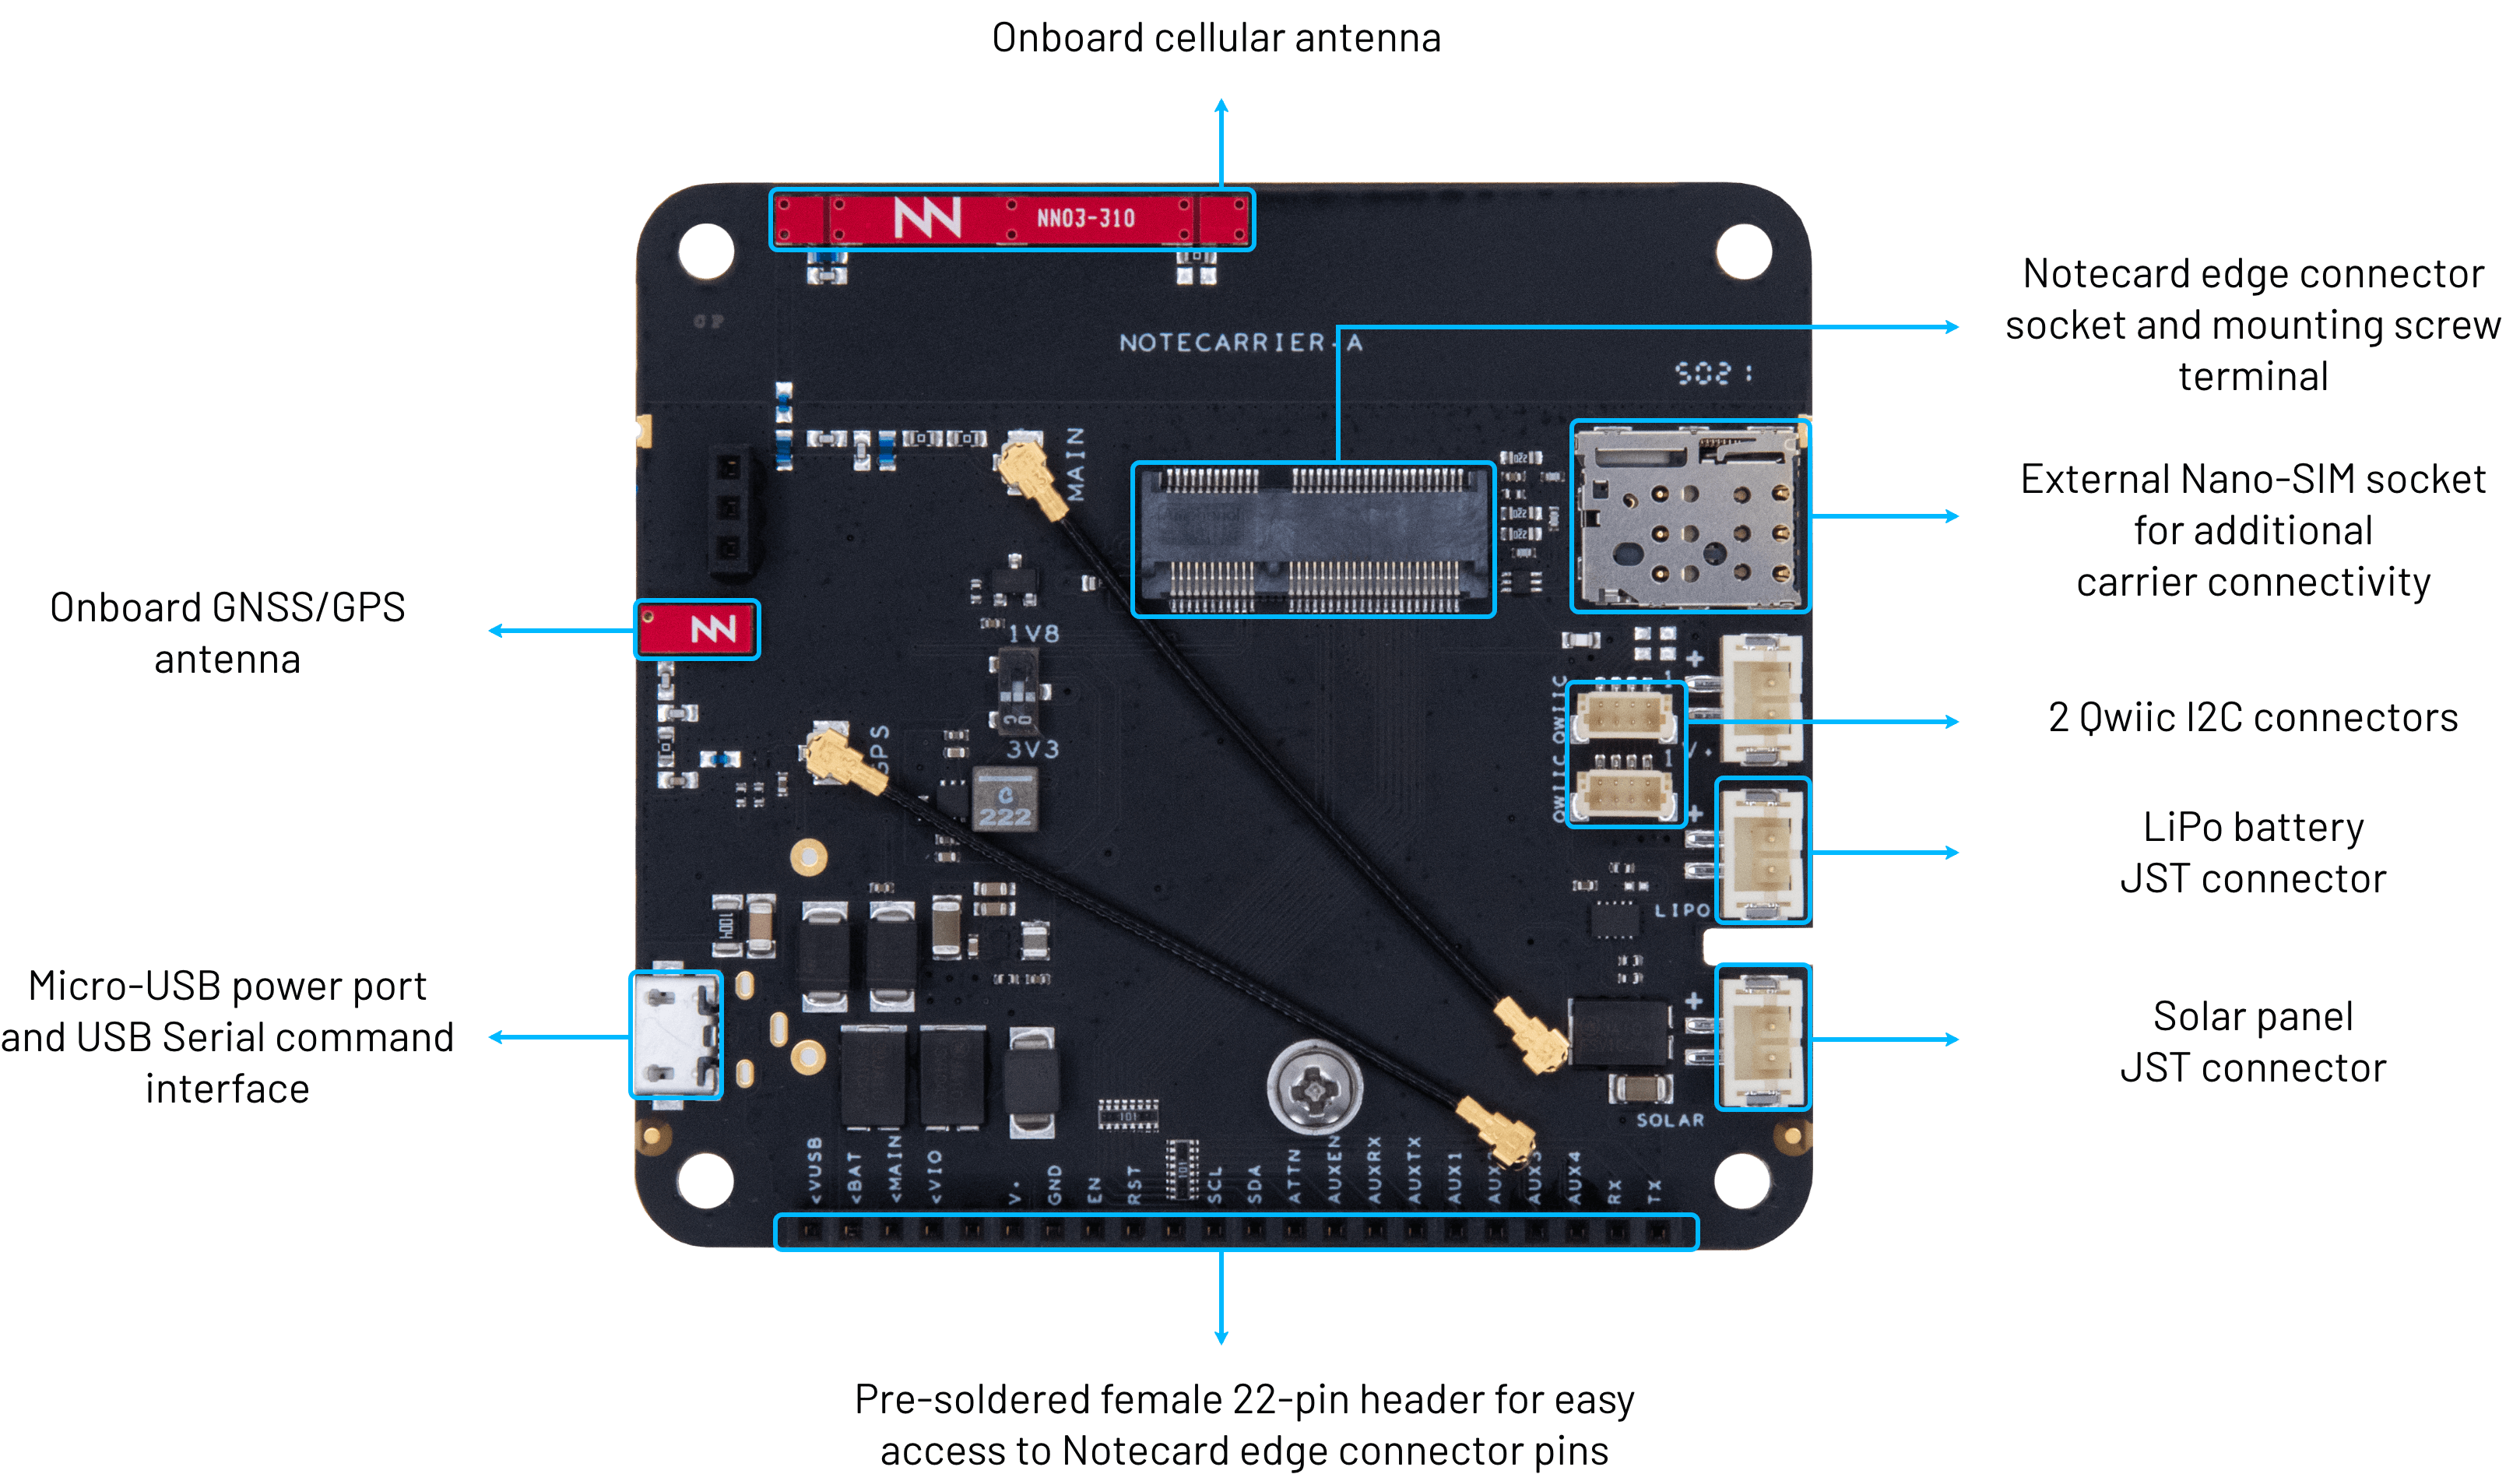 Onboard cellular antenna
NN03-310
NOTECARRIER-A
Notecard edge connector
socket and mounting screw
terminal
MAIN
External Nano-SIM socket
for additional
carrier connectivity
Onboard GNSS/GPS
antenna
1V8
3V3
GPS
222
QWIIC
QWIIC
1
1
V+
2 Qwiic I2C connectors
LiPo battery
JST connector
LIPO
Micro-USB power port
and USB Serial command
interface
Solar panel
JST connector
SOLAR
<VUSB
<BAT
<MAIN
<VIO
V+
GND
EN
RST
SCL
SDA
ATTN
AUXEN
AUXRX
AUXTX
AUX1
AUX2
AUX3
AUX4
RX
TX
Pre-soldered female 22-pin header for easy
access to Notecard edge connector pins